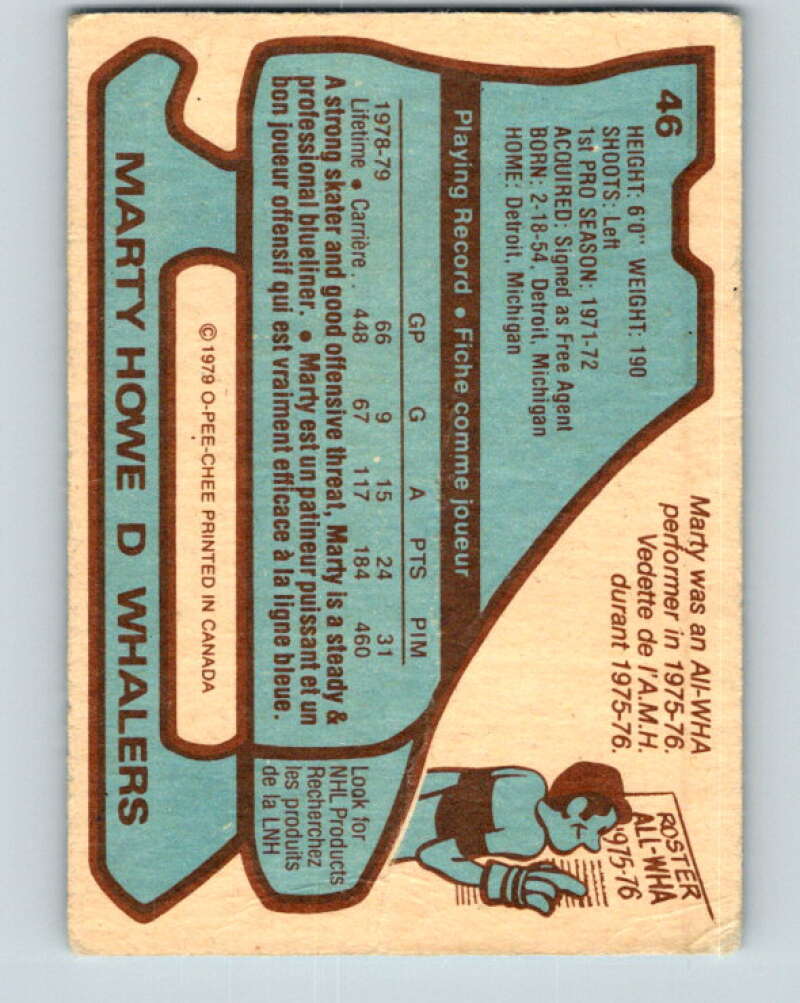 46
HEIGHT: 6'0" WEIGHT: 190
SHOOTS: Left
1st PRO SEASON: 1971-72
ACQUIRED: Signed as Free Agent
BORN: 2-18-54, Detroit, Michigan
HOME: Detroit, Michigan
Marty was an All-WHA
performer in 1975-76.
Vedette de l'A.M.H.
durant 1975-76.
ROSTER
ALL-WHA
1975-76
Playing Record • Fiche comme joueur
GP G A PTS PIM
1978-79 66 9 15 24 31
Lifetime • Carrière . . 448 67 117 184 460
A strong skater and good offensive threat, Marty is a steady &
professional blueliner. • Marty est un patineur puissant et un
bon joueur offensif qui est vraiment efficace à la ligne bleue.
Look for
NHL Products
Recherchez
les produits
de la LNH
© 1979 O-PEE-CHEE PRINTED IN CANADA
MARTY HOWE D WHALERS